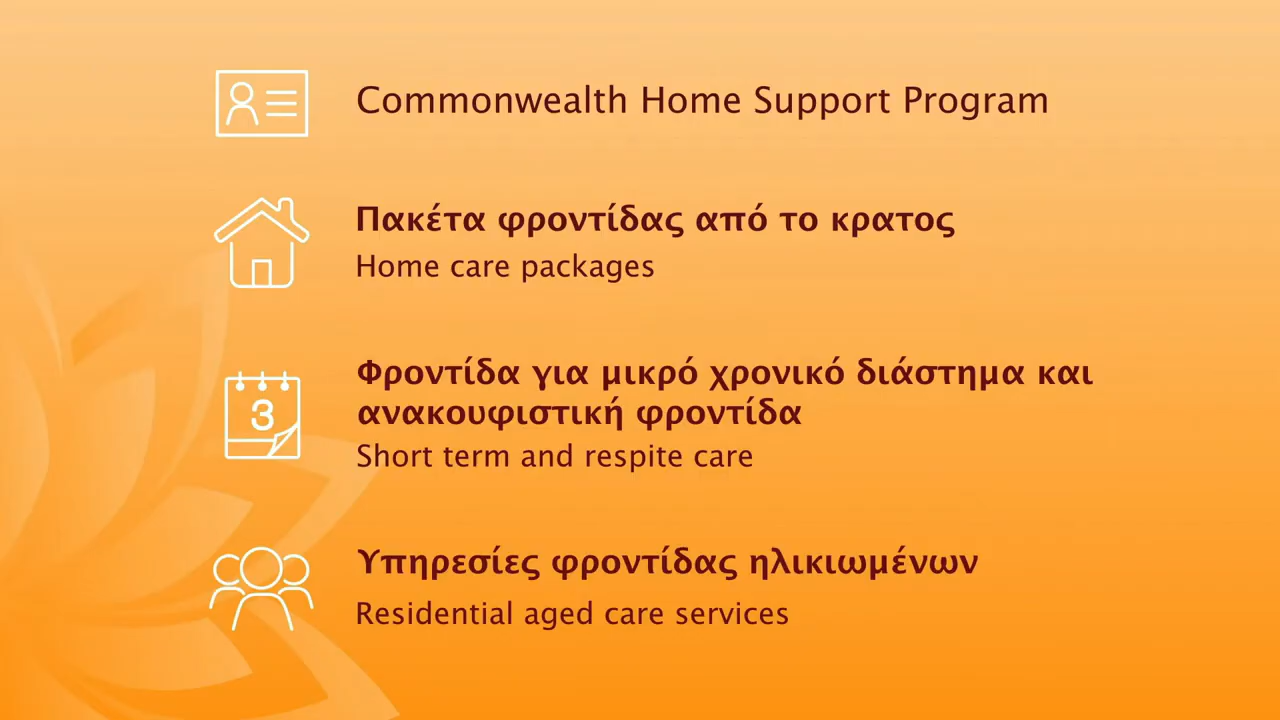 Commonwealth Home Support Program
Πακέτα φροντίδας από το κρατος
Home care packages
Φροντίδα για μικρό χρονικό διάστημα και
ανακουφιστική φροντίδα
3
Short term and respite care
Υπηρεσίες φροντίδας ηλικιωμένων
Residential aged care services